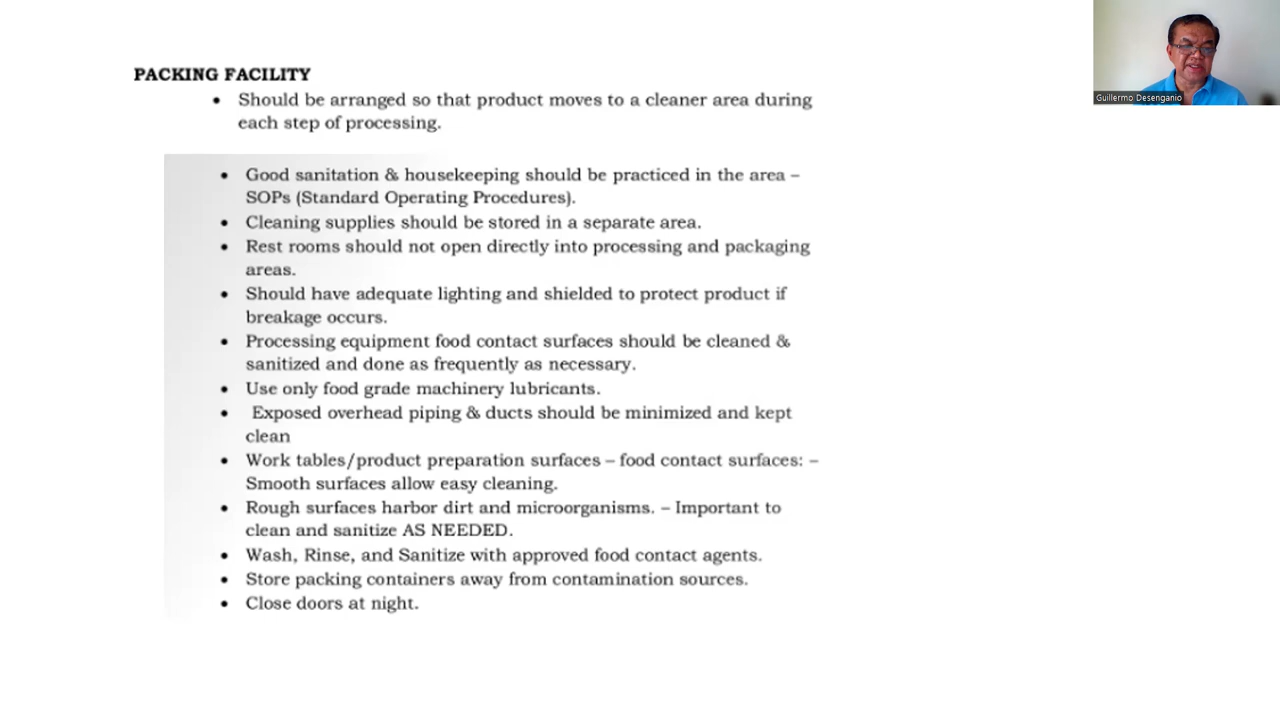 PACKING FACILITY
• Should be arranged so that product moves to a cleaner area during
each step of processing.
• Good sanitation & housekeeping should be practiced in the area –
SOPs (Standard Operating Procedures).
• Cleaning supplies should be stored in a separate area.
• Rest rooms should not open directly into processing and packaging
areas.
• Should have adequate lighting and shielded to protect product if
breakage occurs.
• Processing equipment food contact surfaces should be cleaned &
sanitized and done as frequently as necessary.
• Use only food grade machinery lubricants.
• Exposed overhead piping & ducts should be minimized and kept
clean
• Work tables/product preparation surfaces – food contact surfaces: –
Smooth surfaces allow easy cleaning.
• Rough surfaces harbor dirt and microorganisms. – Important to
clean and sanitize AS NEEDED.
• Wash, Rinse, and Sanitize with approved food contact agents.
• Store packing containers away from contamination sources.
• Close doors at night.
Guillermo Desenganio